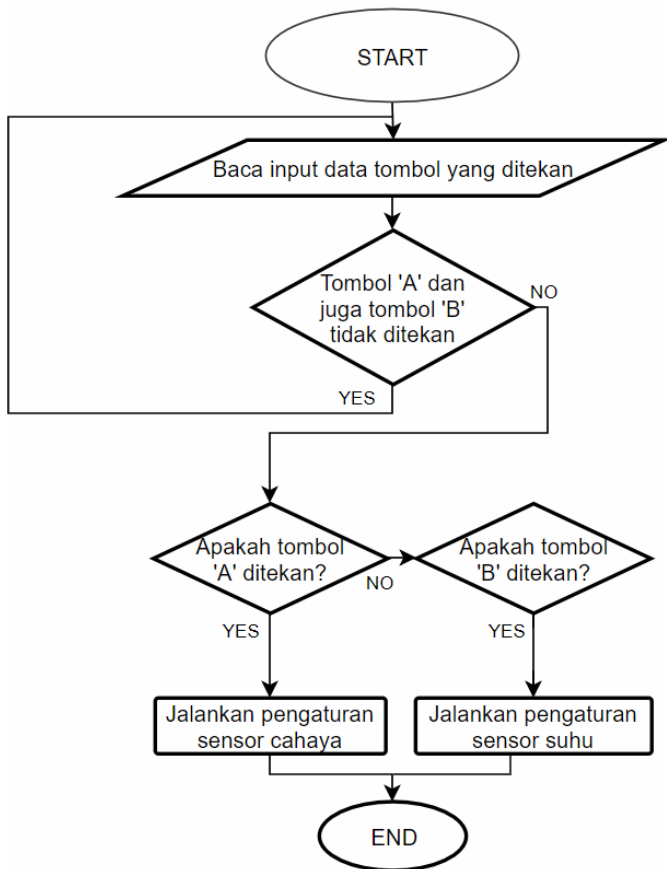 START
Baca input data tombol yang ditekan
Tombol 'A' dan
juga tombol 'B'
tidak ditekan
NO
YES
Apakah tombol
'A' ditekan?
NO
Apakah tombol
'B' ditekan?
YES
YES
Jalankan pengaturan
sensor cahaya
Jalankan pengaturan
sensor suhu
END